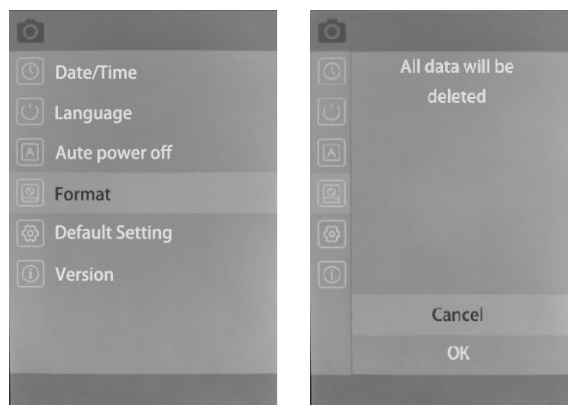 Date/Time
Language
Aute power off
Format
Default Setting
Version
All data will be
deleted
Cancel
OK